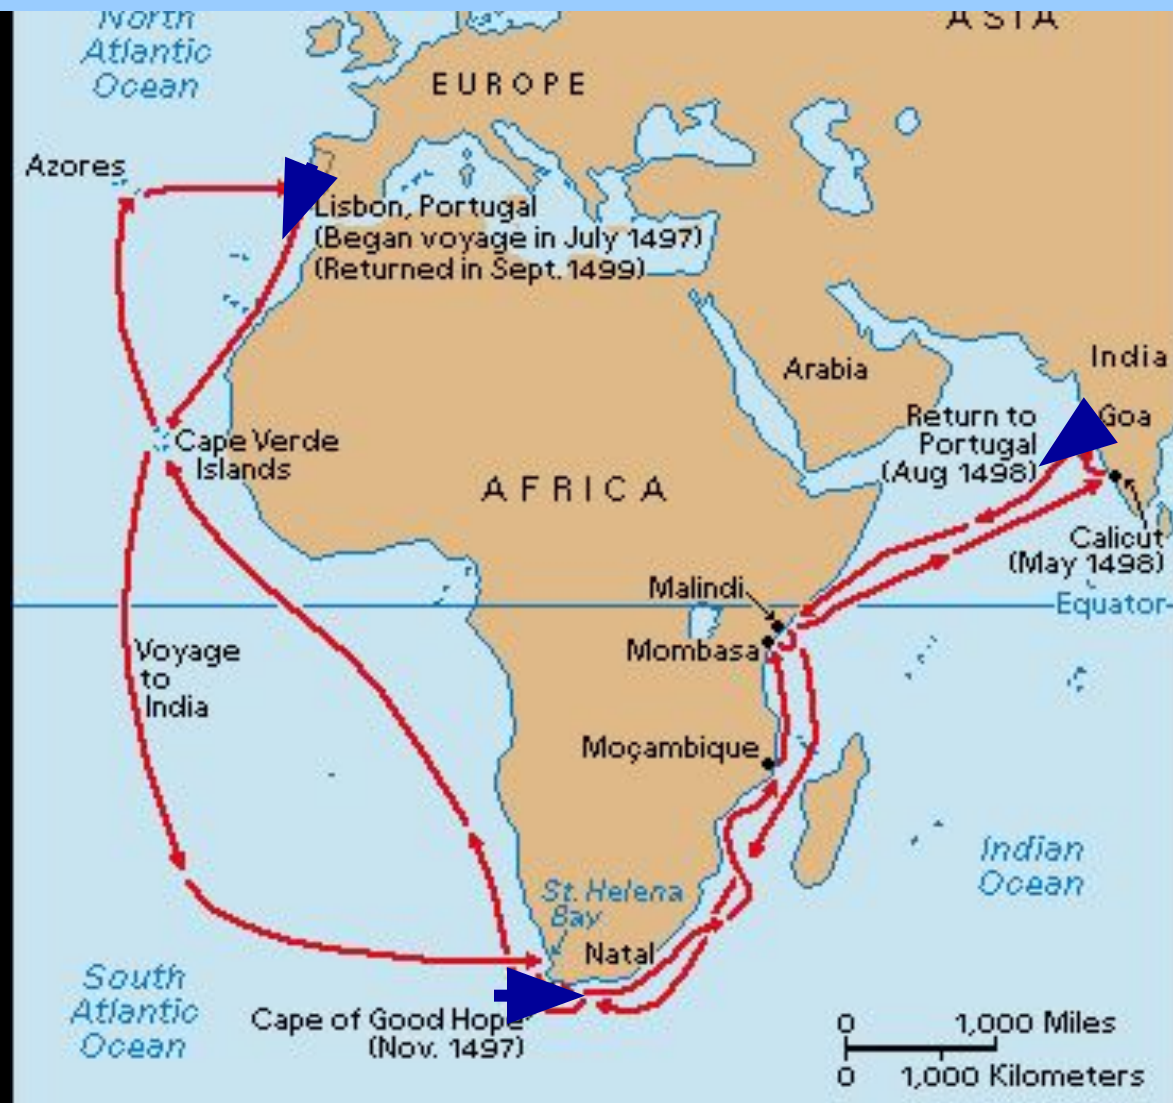 North
Atlantic
Ocean
ASIA
EUROPE
Azores
Lisbon, Portugal
(Began voyage in July 1497)
(Returned in Sept. 1499)
India
Arabia
Return to
Portugal
(Aug 1498)
Goa
Cape Verde
Islands
AFRICA
Calicut
(May 1498)
Malindi
Equator
Mombasa
Voyage
to
India
Moçambique
Indian
Ocean
St. Helena
Bay
Natal
South
Atlantic
Ocean
Cape of Good Hope
(Nov. 1497)
0 1,000 Miles
0 1,000 Kilometers